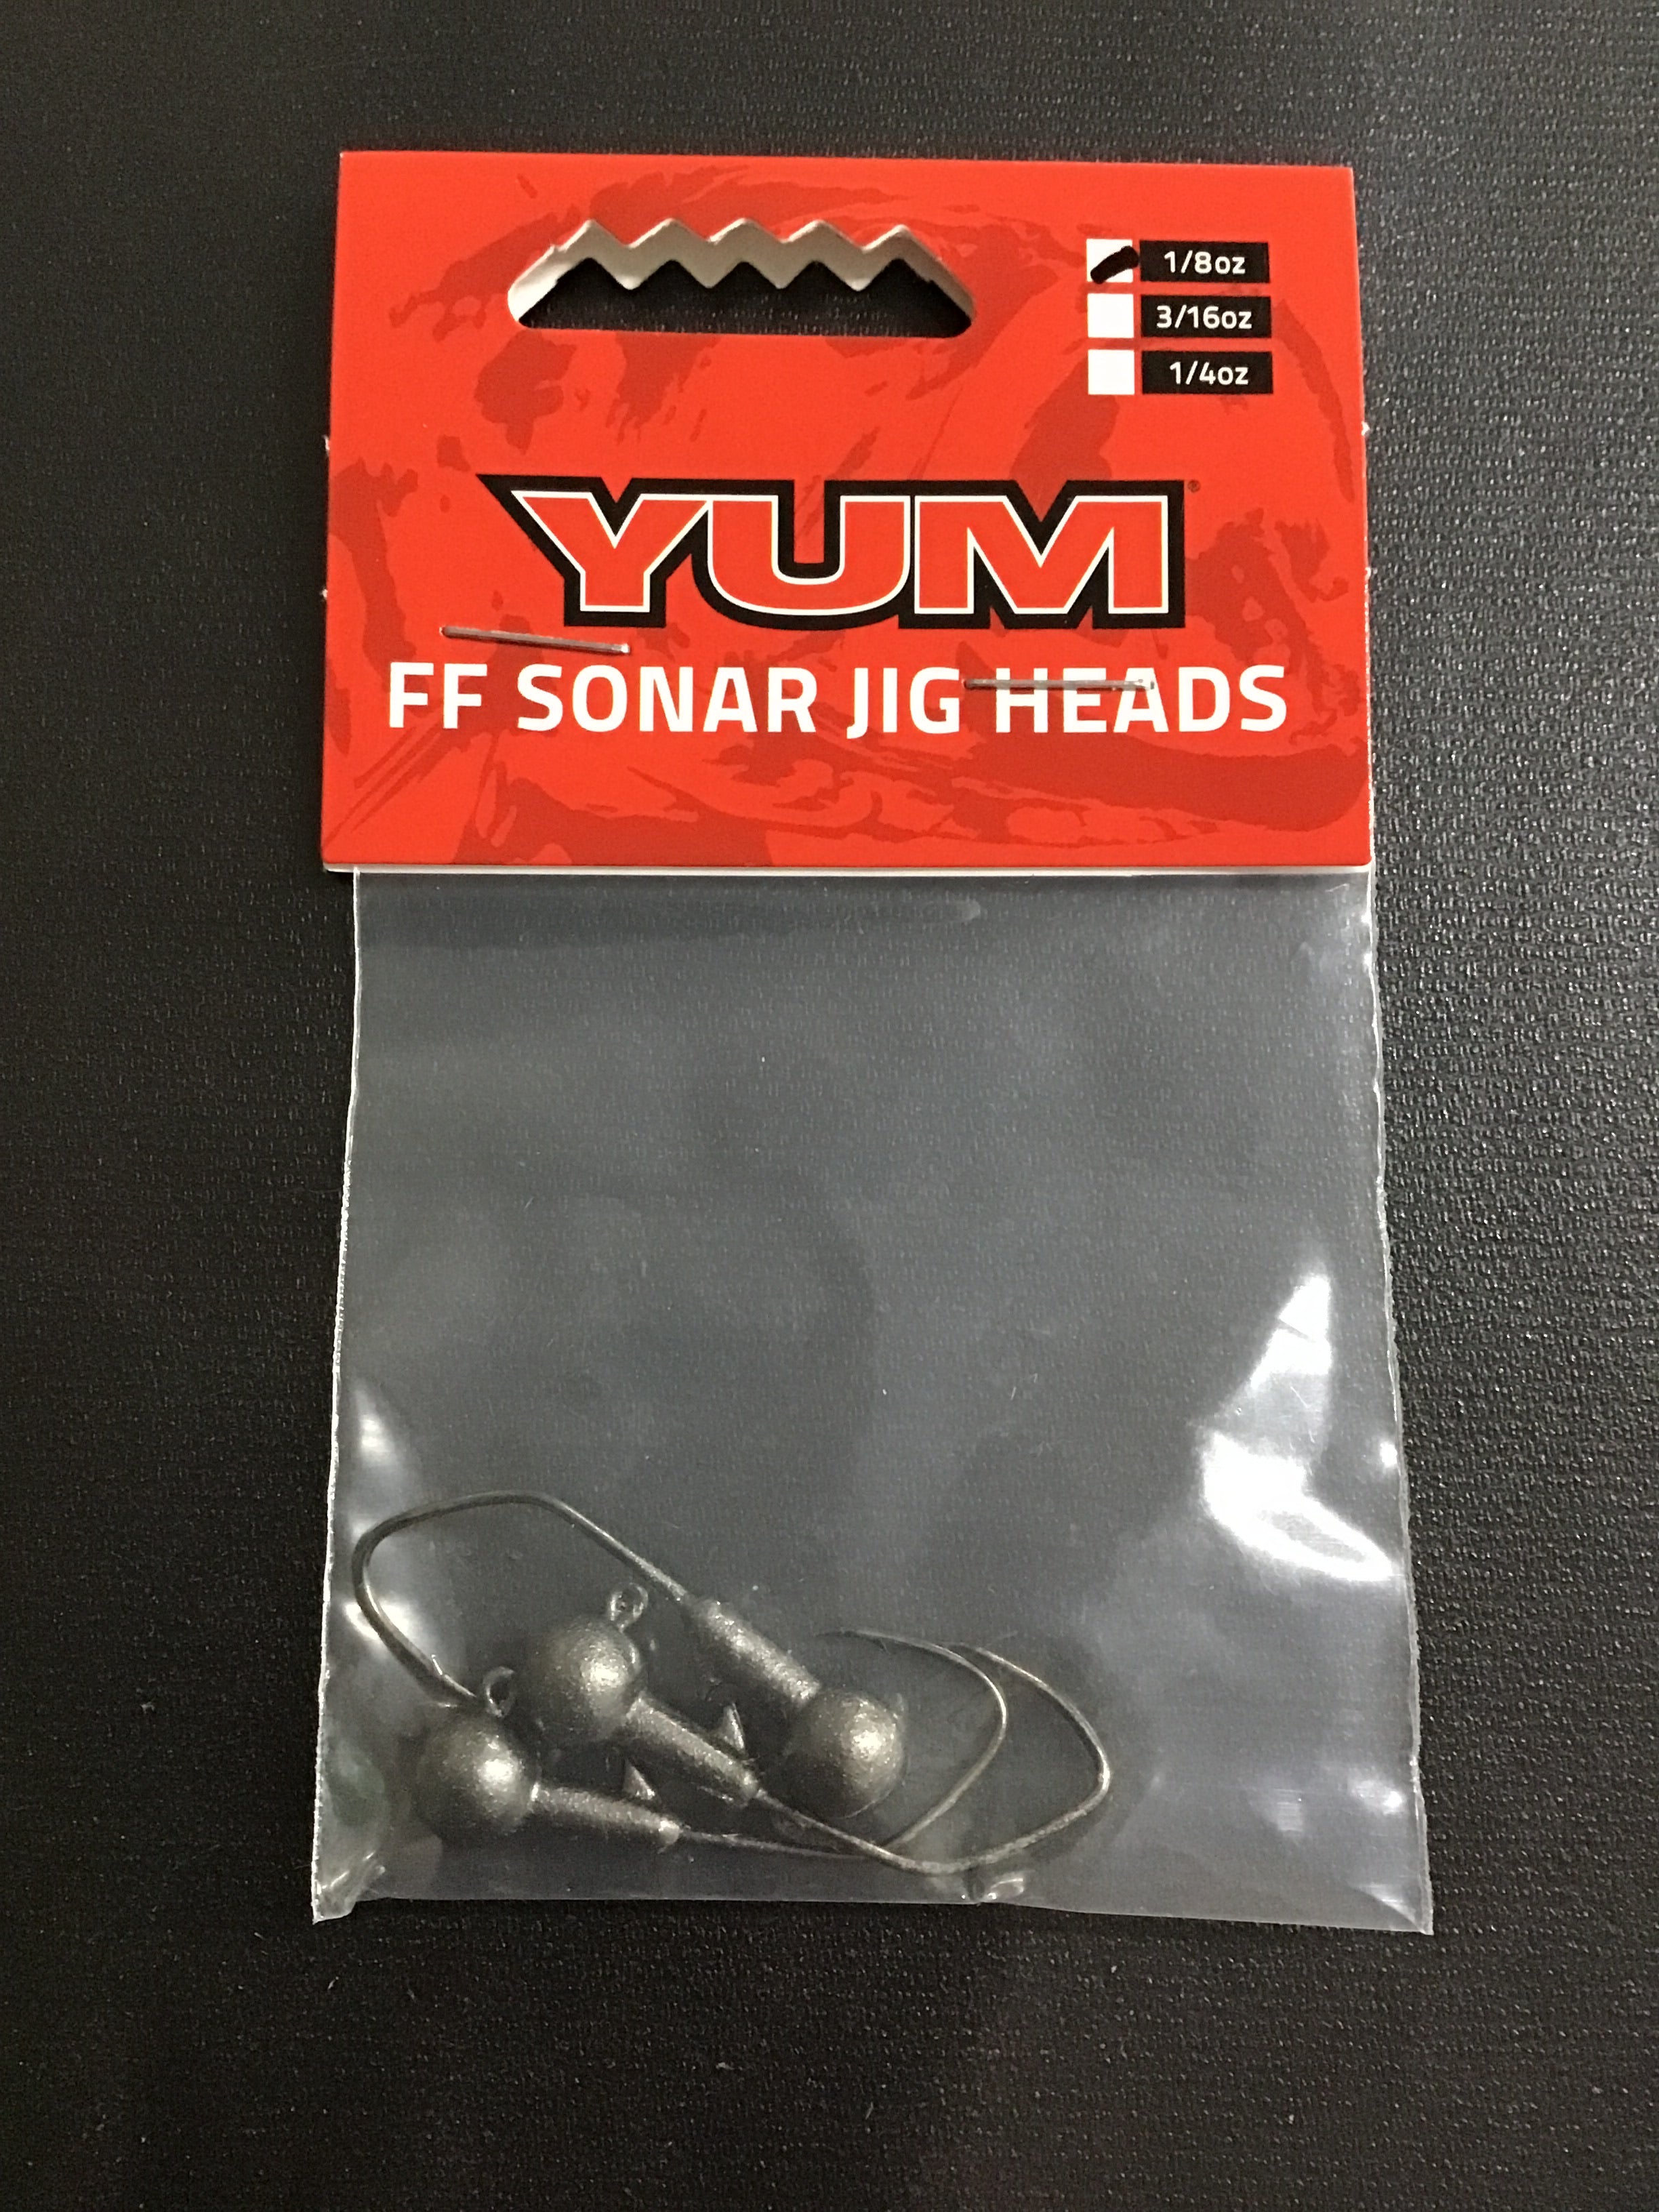 1/8oz
3/16oz
1/4oz
YUM®
FF SONAR JIG HEADS